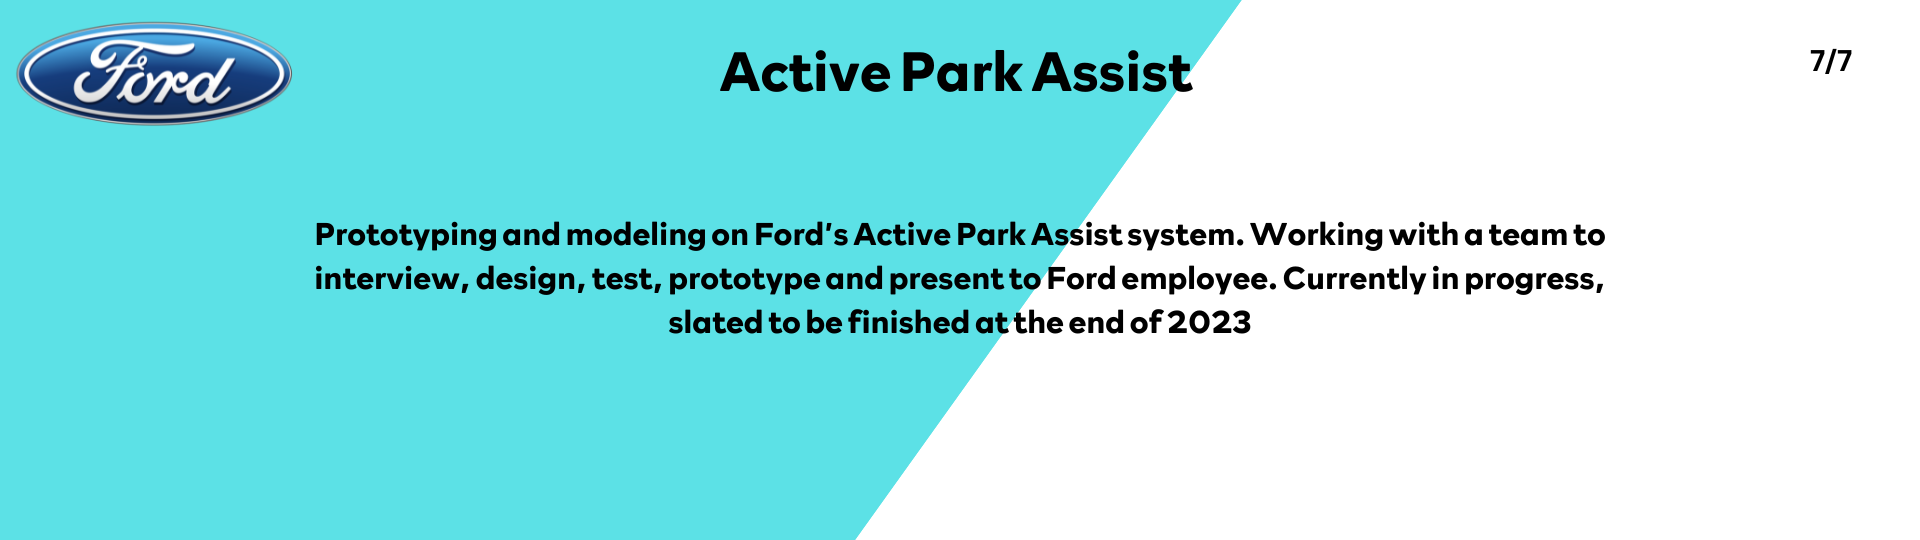 Ford
Active Park Assist
7/7
Prototyping and modeling on Ford's Active Park Assist system. Working with a team to
interview, design, test, prototype and present to Ford employee. Currently in progress,
slated to be finished at the end of 2023